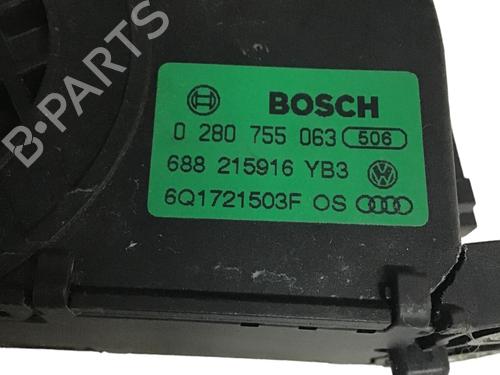 BOSCH
0 280 755 063 506
688 215916 YB3
6Q1721503F OS
B-PARTS